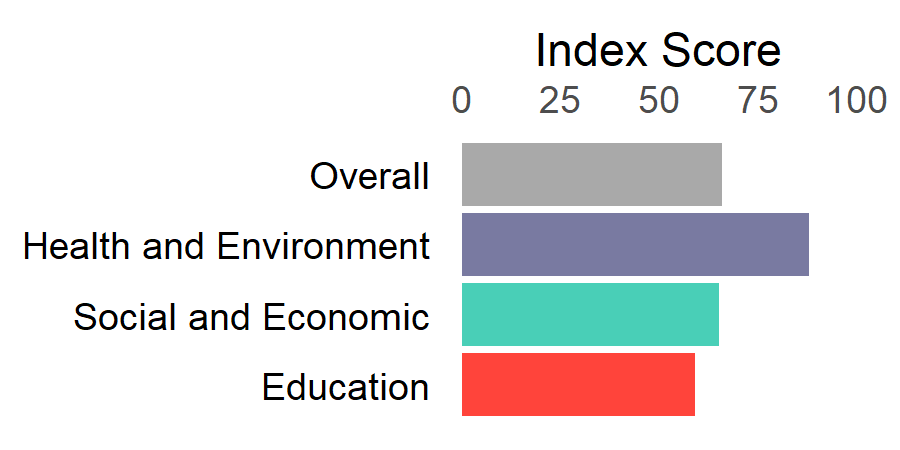 Index Score
0 25 50 75 100
Overall
Health and Environment
Social and Economic
Education